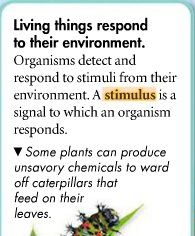 Living things respond
to their environment.
Organisms detect and
respond to stimuli from their
environment. A stimulus is a
signal to which an organism
responds.
▼ Some plants can produce
unsavory chemicals to ward
off caterpillars that
feed on their
leaves.